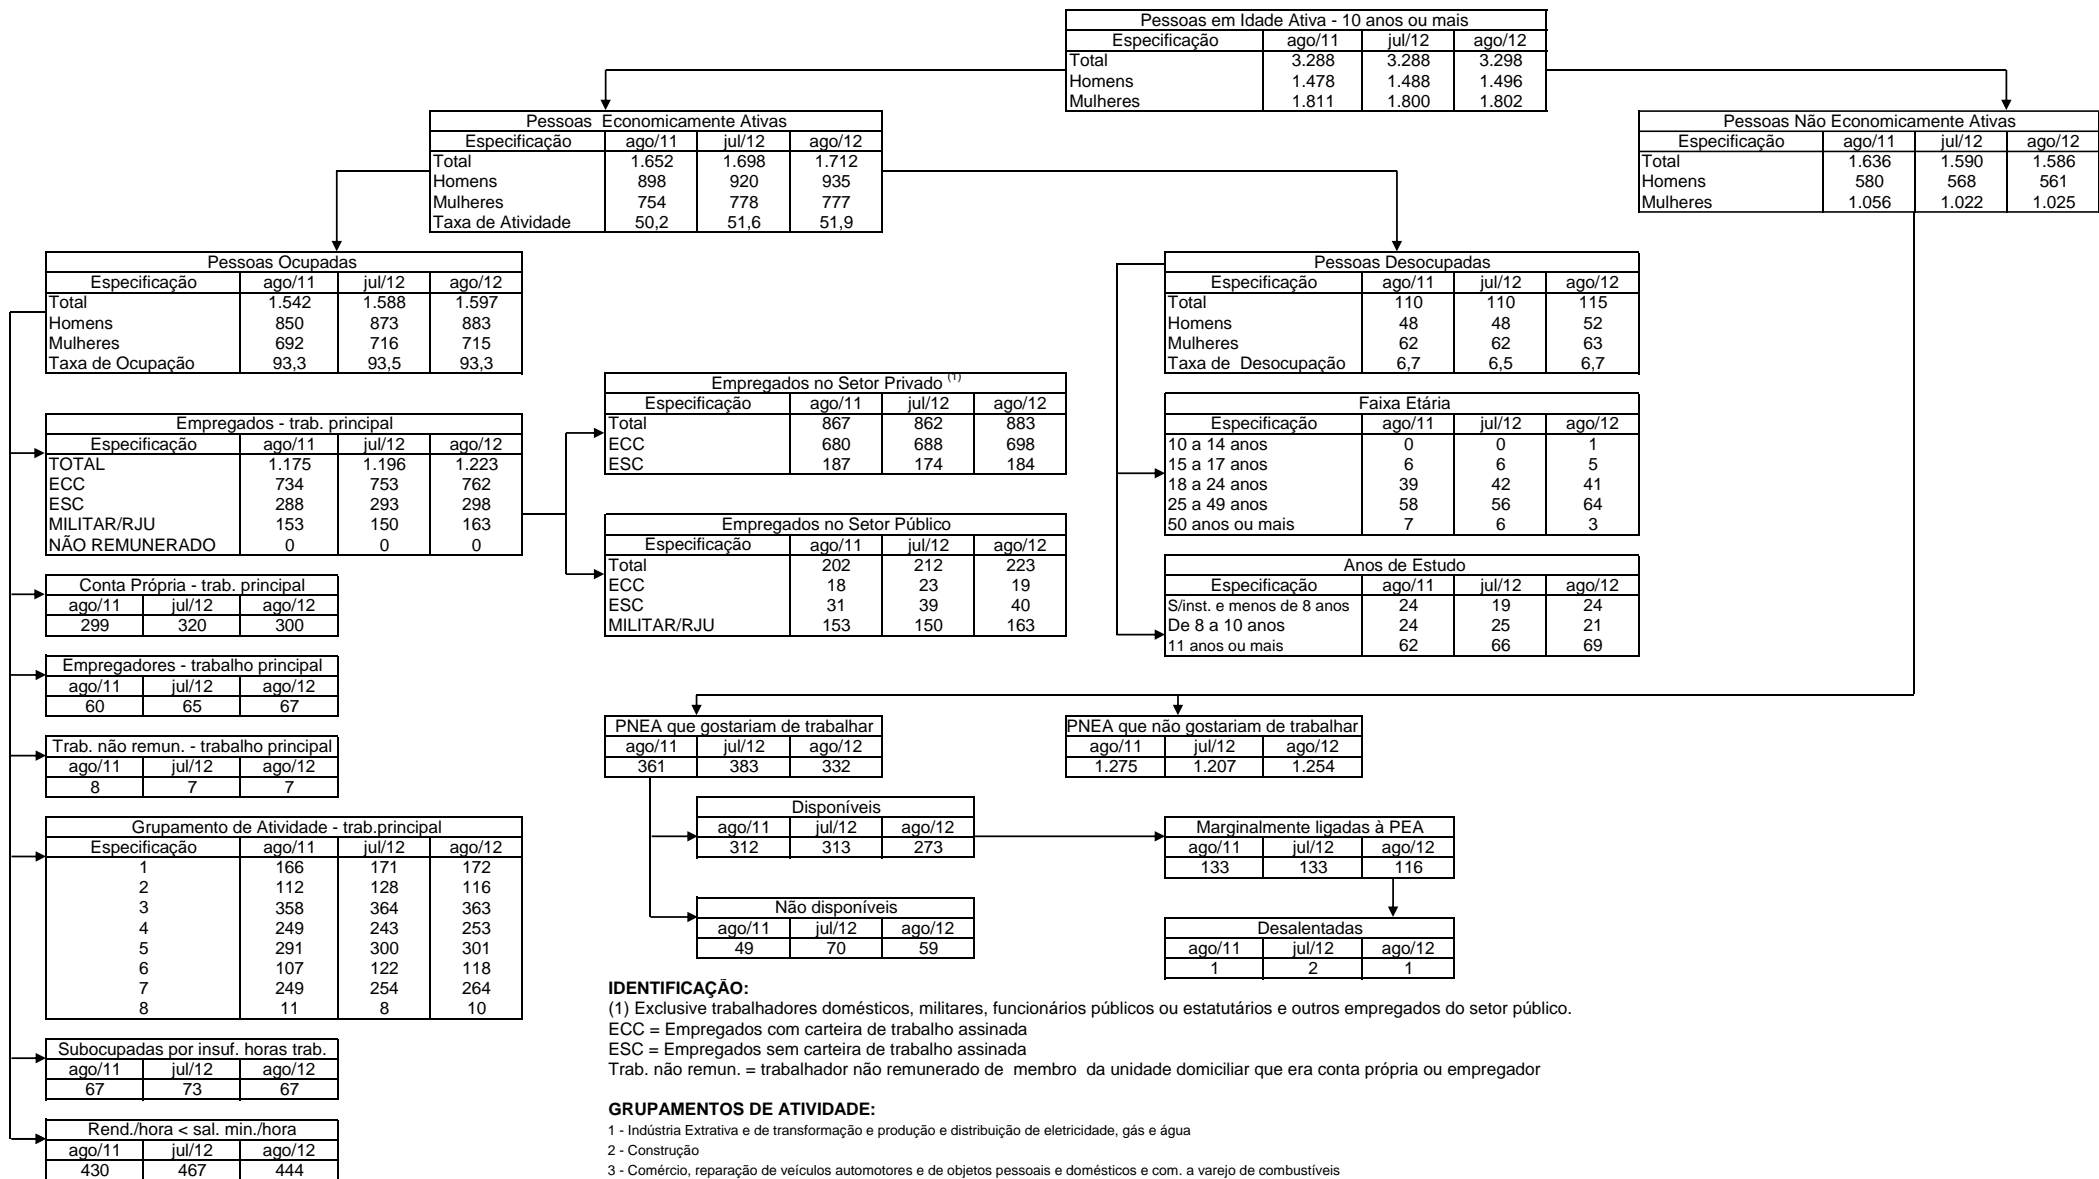 Pessoas em Idade Ativa - 10 anos ou mais
Especificação ago/11 jul/12 ago/12
Total 3.288 3.288 3.298
Homens 1.478 1.488 1.496
Mulheres 1.811 1.800 1.802
Pessoas Economicamente Ativas
Especificação ago/11 jul/12 ago/12
Total 1.652 1.698 1.712
Homens 898 920 935
Mulheres 754 778 777
Taxa de Atividade 50,2 51,6 51,9
Pessoas Não Economicamente Ativas
Especificação ago/11 jul/12 ago/12
Total 1.636 1.590 1.586
Homens 580 568 561
Mulheres 1.056 1.022 1.025
Pessoas Ocupadas
Especificação ago/11 jul/12 ago/12
Total 1.542 1.588 1.597
Homens 850 873 883
Mulheres 692 716 715
Taxa de Ocupação 93,3 93,5 93,3
Pessoas Desocupadas
Especificação ago/11 jul/12 ago/12
Total 110 110 115
Homens 48 48 52
Mulheres 62 62 63
Taxa de Desocupação 6,7 6,5 6,7
Empregados - trab. principal
Especificação ago/11 jul/12 ago/12
TOTAL 1.175 1.196 1.223
ECC 734 753 762
ESC 288 293 298
MILITAR/RJU 153 150 163
NÃO REMUNERADO 0 0 0
Empregados no Setor Privado (1)
Especificação ago/11 jul/12 ago/12
Total 867 862 883
ECC 680 688 698
ESC 187 174 184
Empregados no Setor Público
Especificação ago/11 jul/12 ago/12
Total 202 212 223
ECC 18 23 19
ESC 31 39 40
MILITAR/RJU 153 150 163
Faixa Etária
Especificação ago/11 jul/12 ago/12
10 a 14 anos 0 0 1
15 a 17 anos 6 6 5
18 a 24 anos 39 42 41
25 a 49 anos 58 56 64
50 anos ou mais 7 6 3
Anos de Estudo
Especificação ago/11 jul/12 ago/12
S/inst. e menos de 8 anos 24 19 24
De 8 a 10 anos 24 25 21
11 anos ou mais 62 66 69
Conta Própria - trab. principal
ago/11 jul/12 ago/12
299 320 300
Empregadores - trabalho principal
ago/11 jul/12 ago/12
60 65 67
Trab. não remun. - trabalho principal
ago/11 jul/12 ago/12
8 7 7
Grupamento de Atividade - trab.principal
Especificação ago/11 jul/12 ago/12
1 166 171 172
2 112 128 116
3 358 364 363
4 249 243 253
5 291 300 301
6 107 122 118
7 249 254 264
8 11 8 10
Subocupadas por insuf. horas trab.
ago/11 jul/12 ago/12
67 73 67
Rend./hora < sal. min./hora
ago/11 jul/12 ago/12
430 467 444
PNEA que gostariam de trabalhar
ago/11 jul/12 ago/12
361 383 332
PNEA que não gostariam de trabalhar
ago/11 jul/12 ago/12
1.275 1.207 1.254
Disponíveis
ago/11 jul/12 ago/12
312 313 273
Marginalmente ligadas à PEA
ago/11 jul/12 ago/12
133 133 116
Não disponíveis
ago/11 jul/12 ago/12
49 70 59
Desalentadas
ago/11 jul/12 ago/12
1 2 1
IDENTIFICAÇÃO:
(1) Exclusive trabalhadores domésticos, militares, funcionários públicos ou estatutários e outros empregados do setor público.
ECC = Empregados com carteira de trabalho assinada
ESC = Empregados sem carteira de trabalho assinada
Trab. não remun. = trabalhador não remunerado de membro da unidade domiciliar que era conta própria ou empregador
GRUPAMENTOS DE ATIVIDADE:
1 - Indústria Extrativa e de transformação e produção e distribuição de eletricidade, gás e água
2 - Construção
3 - Comércio, reparação de veículos automotores e de objetos pessoais e domésticos e com. a varejo de combustíveis